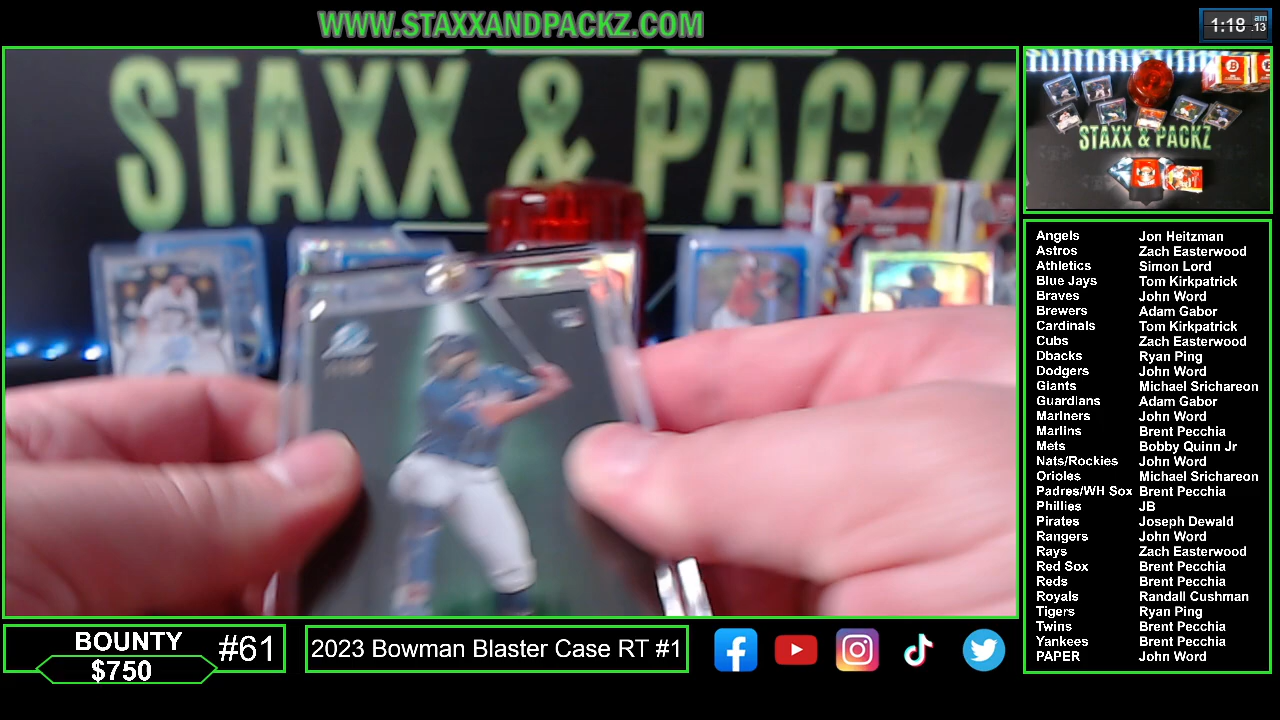 WWW.STAXXANDPACKZ.COM
1:18 am .13
STAXX & PACKZ
STAXX & PACKZ
Angels Jon Heitzman
Astros Zach Easterwood
Athletics Simon Lord
Blue Jays Tom Kirkpatrick
Braves John Word
Brewers Adam Gabor
Cardinals Tom Kirkpatrick
Cubs Zach Easterwood
Dbacks Ryan Ping
Dodgers John Word
Giants Michael Srichareon
Guardians Adam Gabor
Mariners John Word
Marlins Brent Pecchia
Mets Bobby Quinn Jr
Nats/Rockies John Word
Orioles Michael Srichareon
Padres/WH Sox Brent Pecchia
Phillies JB
Pirates Joseph Dewald
Rangers John Word
Rays Zach Easterwood
Red Sox Brent Pecchia
Reds Brent Pecchia
Royals Randall Cushman
Tigers Ryan Ping
Twins Brent Pecchia
Yankees Brent Pecchia
PAPER John Word
BOUNTY #61
$750
2023 Bowman Blaster Case RT #1